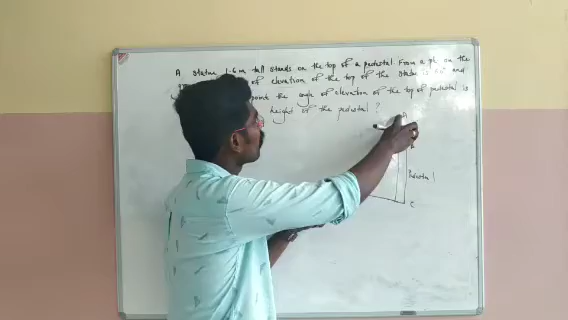 A statue 1.6 m tall stands on the top of a pedestal. From a pt. on the
of elevation of the top of the statue is and
point the angle of elevation of the top of pedestal is
height of the pedestal ?
Pedestal
C